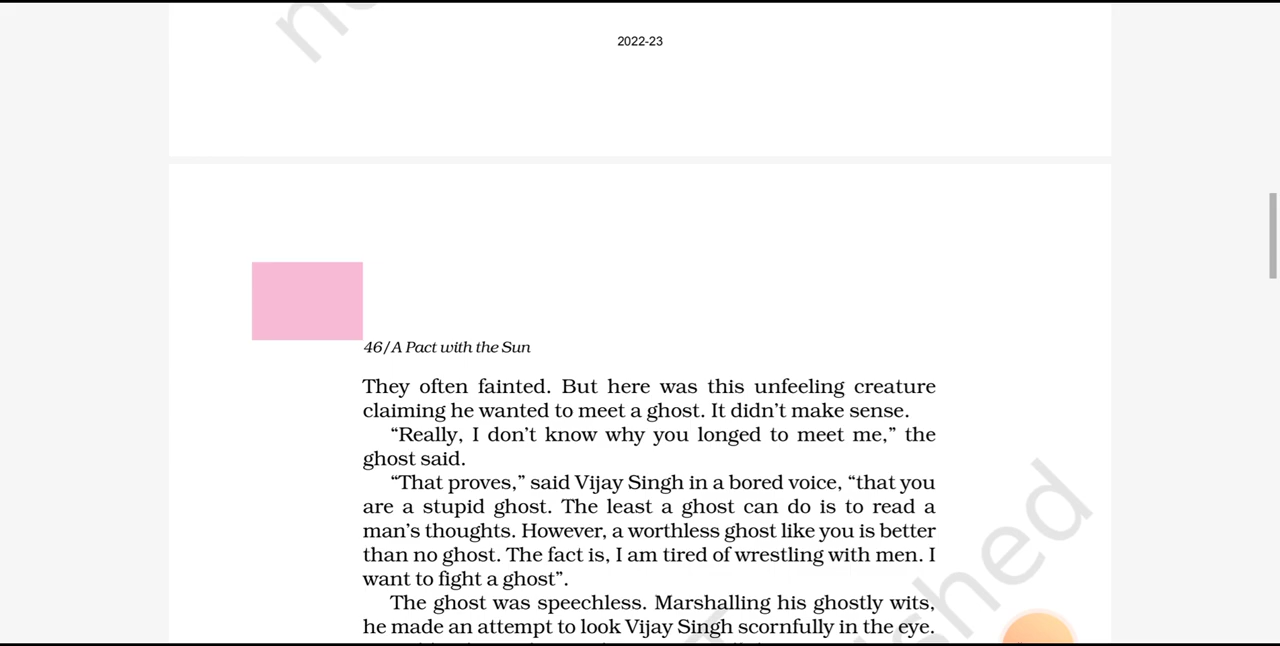 2022-23
46/A Pact with the Sun
They often fainted. But here was this unfeeling creature
claiming he wanted to meet a ghost. It didn’t make sense.
“Really, I don’t know why you longed to meet me,” the
ghost said.
“That proves,” said Vijay Singh in a bored voice, “that you
are a stupid ghost. The least a ghost can do is to read a
man’s thoughts. However, a worthless ghost like you is better
than no ghost. The fact is, I am tired of wrestling with men. I
want to fight a ghost”.
The ghost was speechless. Marshalling his ghostly wits,
he made an attempt to look Vijay Singh scornfully in the eye.